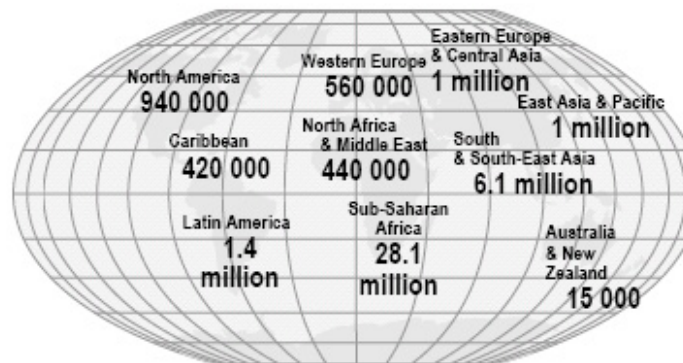 Eastern Europe
& Central Asia
1 million
Western Europe
560 000
North America
940 000
East Asia & Pacific
1 million
North Africa
& Middle East
440 000
Caribbean
420 000
South
& South-East Asia
6.1 million
Sub-Saharan
Africa
28.1
million
Latin America
1.4
million
Australia
& New
Zealand
15 000